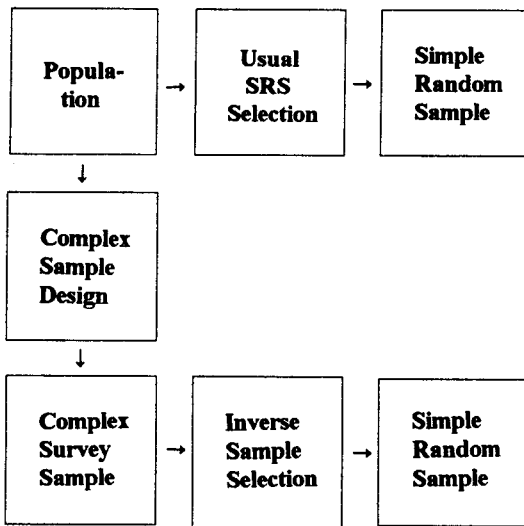 Popula-
tion
→
Usual
SRS
Selection
→
Simple
Random
Sample
↓
Complex
Sample
Design
↓
Complex
Survey
Sample
→
Inverse
Sample
Selection
→
Simple
Random
Sample